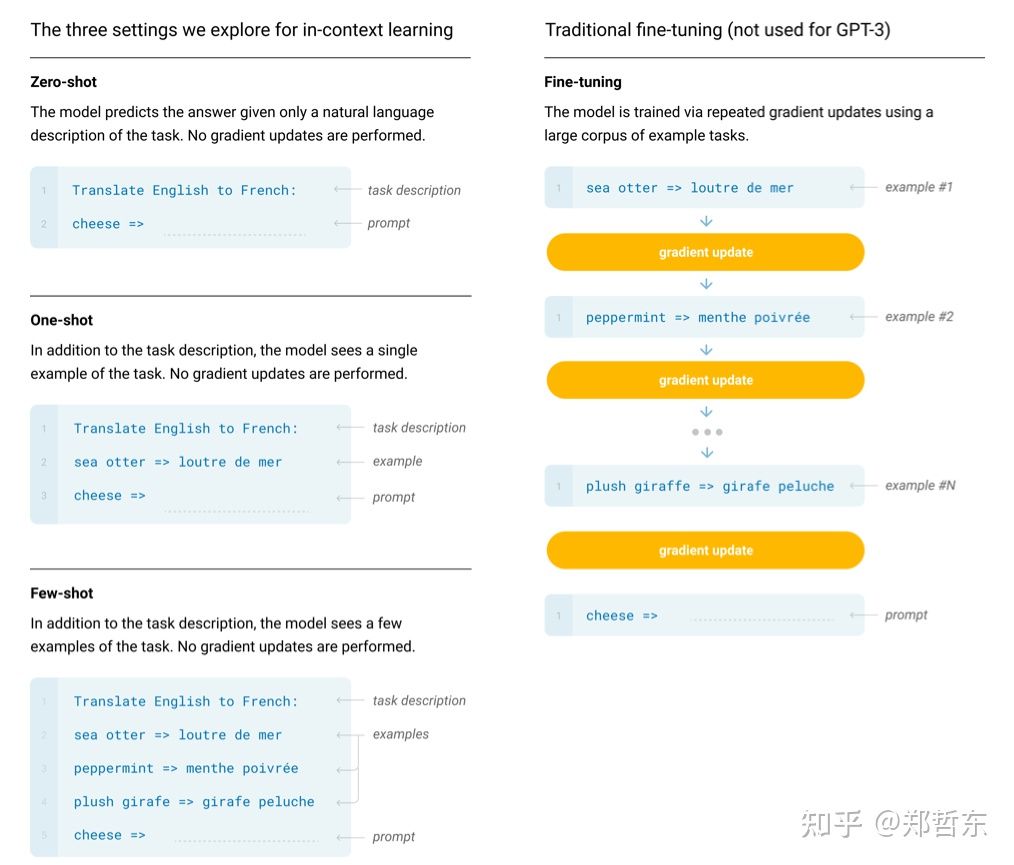 The three settings we explore for in-context learning
Zero-shot
The model predicts the answer given only a natural language
description of the task. No gradient updates are performed.
1 Translate English to French: task description
2 cheese => prompt
One-shot
In addition to the task description, the model sees a single
example of the task. No gradient updates are performed.
1 Translate English to French: task description
2 sea otter => loutre de mer example
3 cheese => prompt
Few-shot
In addition to the task description, the model sees a few
examples of the task. No gradient updates are performed.
1 Translate English to French: task description
2 sea otter => loutre de mer examples
3 peppermint => menthe poivrée
4 plush girafe => girafe peluche
5 cheese => prompt
Traditional fine-tuning (not used for GPT-3)
Fine-tuning
The model is trained via repeated gradient updates using a
large corpus of example tasks.
1 sea otter => loutre de mer example #1
gradient update
1 peppermint => menthe poivrée example #2
gradient update
1 plush giraffe => girafe peluche example #N
gradient update
1 cheese => prompt
知乎 @郑哲东